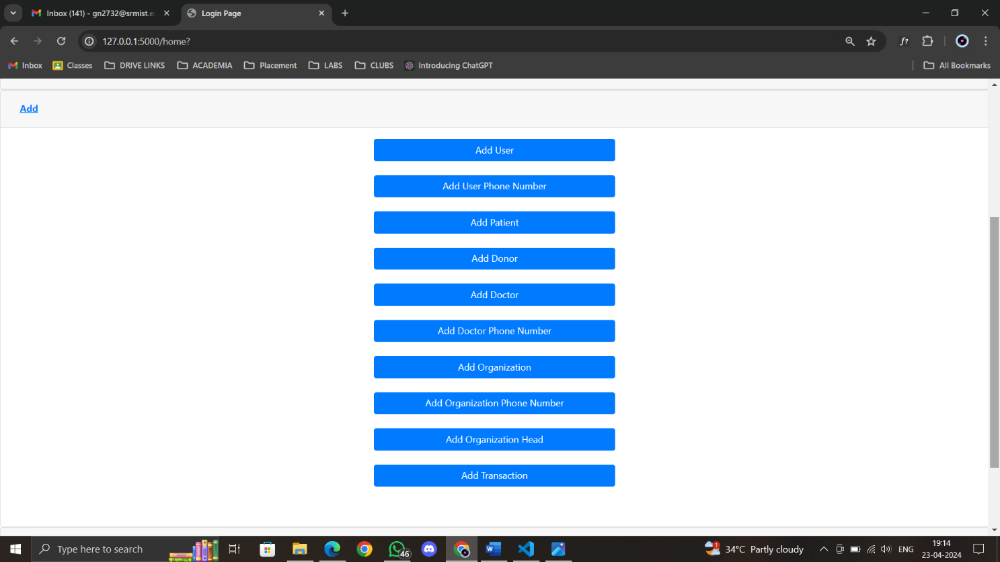 Inbox (141) - gn2732@srmist.e
Login Page
127.0.0.1:5000/home?
f?
Inbox
Classes
DRIVE LINKS
ACADEMIA
Placement
LABS
CLUBS
Introducing ChatGPT
All Bookmarks
Add
Add User
Add User Phone Number
Add Patient
Add Donor
Add Doctor
Add Doctor Phone Number
Add Organization
Add Organization Phone Number
Add Organization Head
Add Transaction
Type here to search
46
1
34°C Partly cloudy
ENG
19:14
23-04-2024